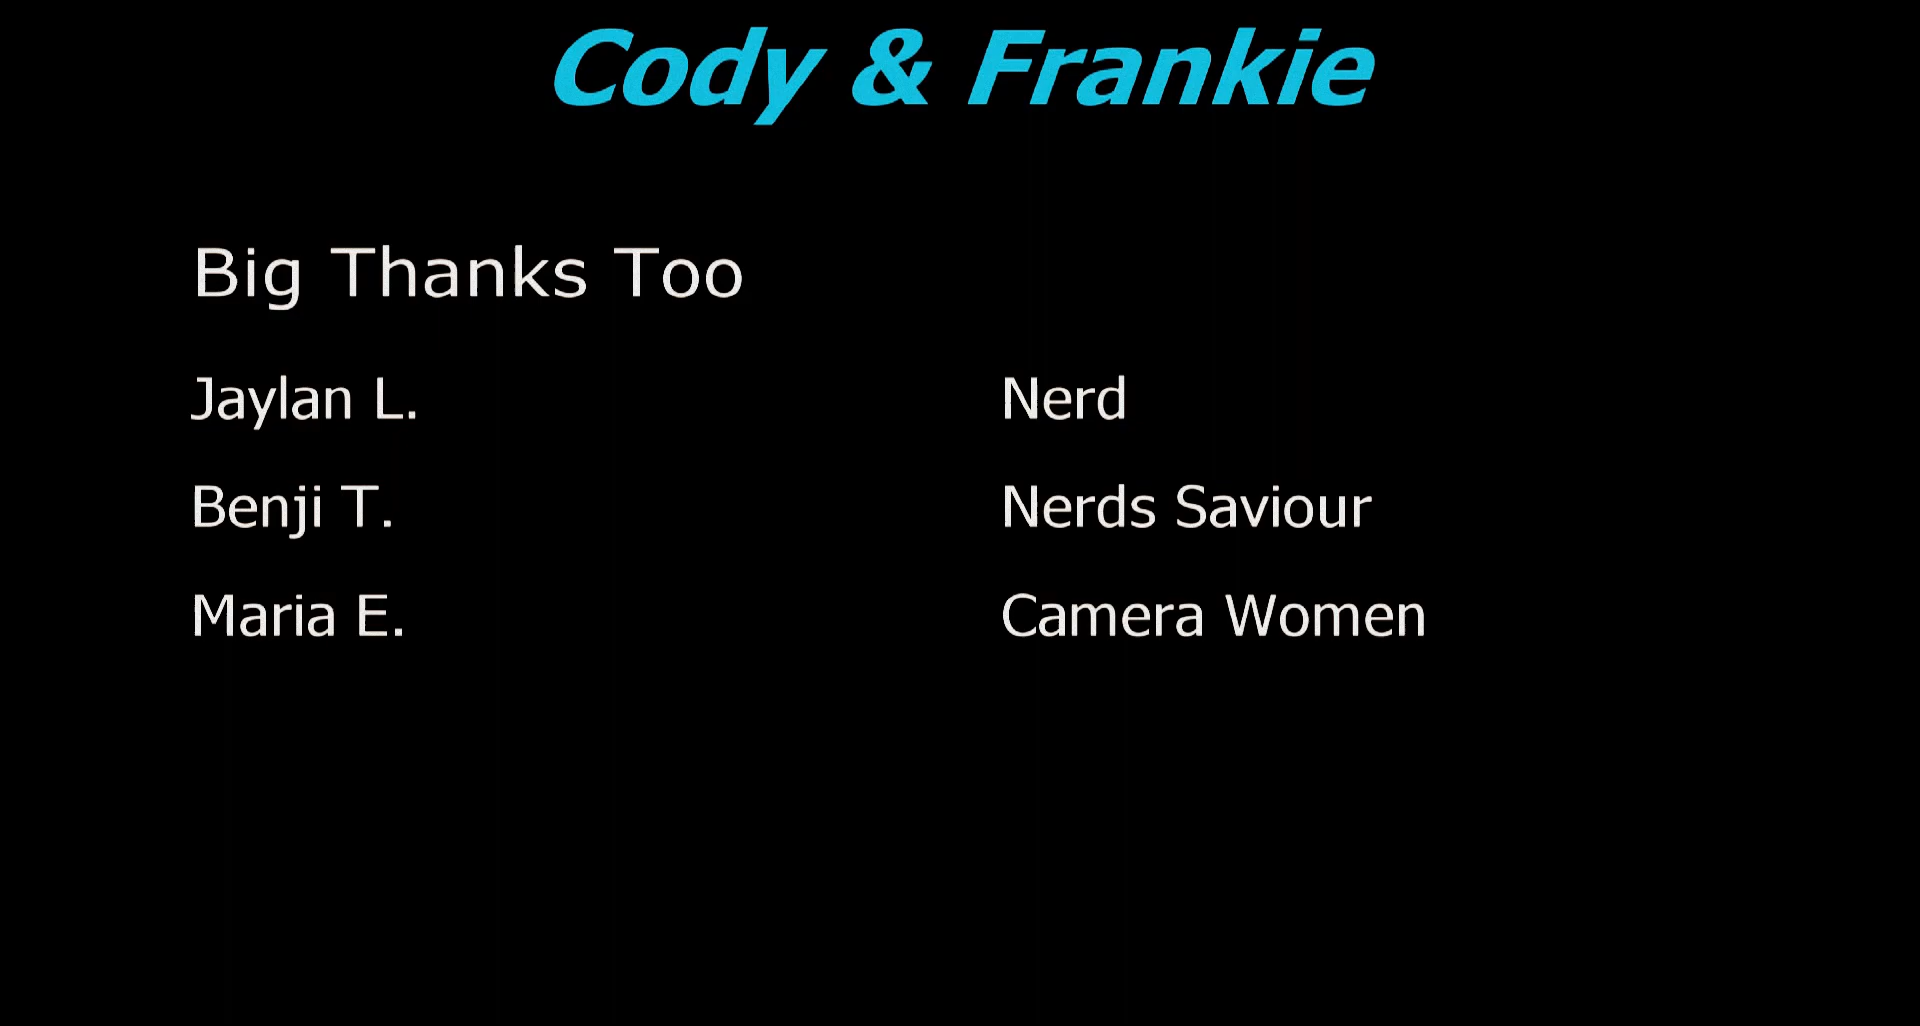 Cody & Frankie
Big Thanks Too
Jaylan L. Nerd
Benji T. Nerds Saviour
Maria E. Camera Women